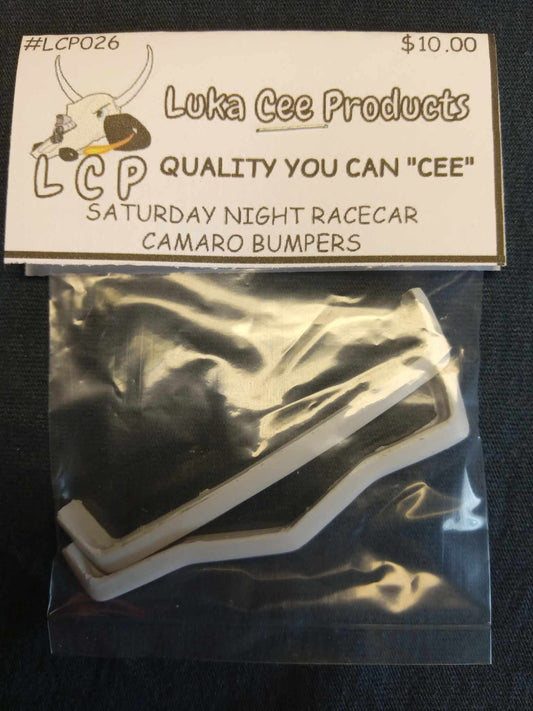 #LCP026
$10.00
Luka Cee Products
LCP
QUALITY YOU CAN "CEE"
SATURDAY NIGHT RACECAR
CAMARO BUMPERS